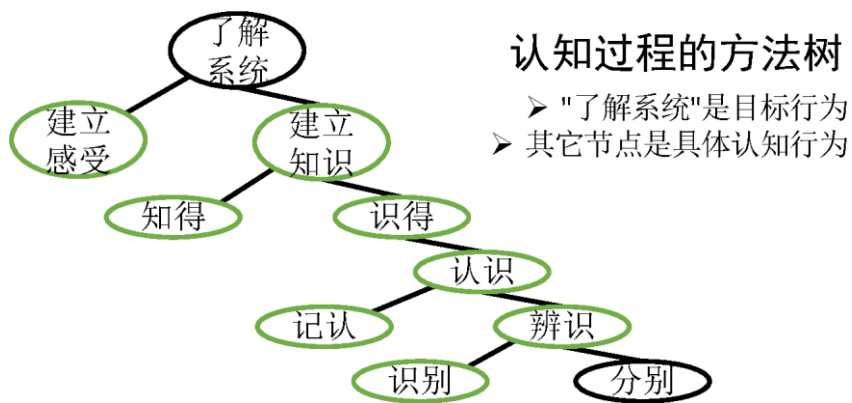 了解
系统
认知过程的方法树
➢ "了解系统"是目标行为
➢ 其它节点是具体认知行为
建立
感受
建立
知识
知得
识得
认识
记认
辨识
识别
分别